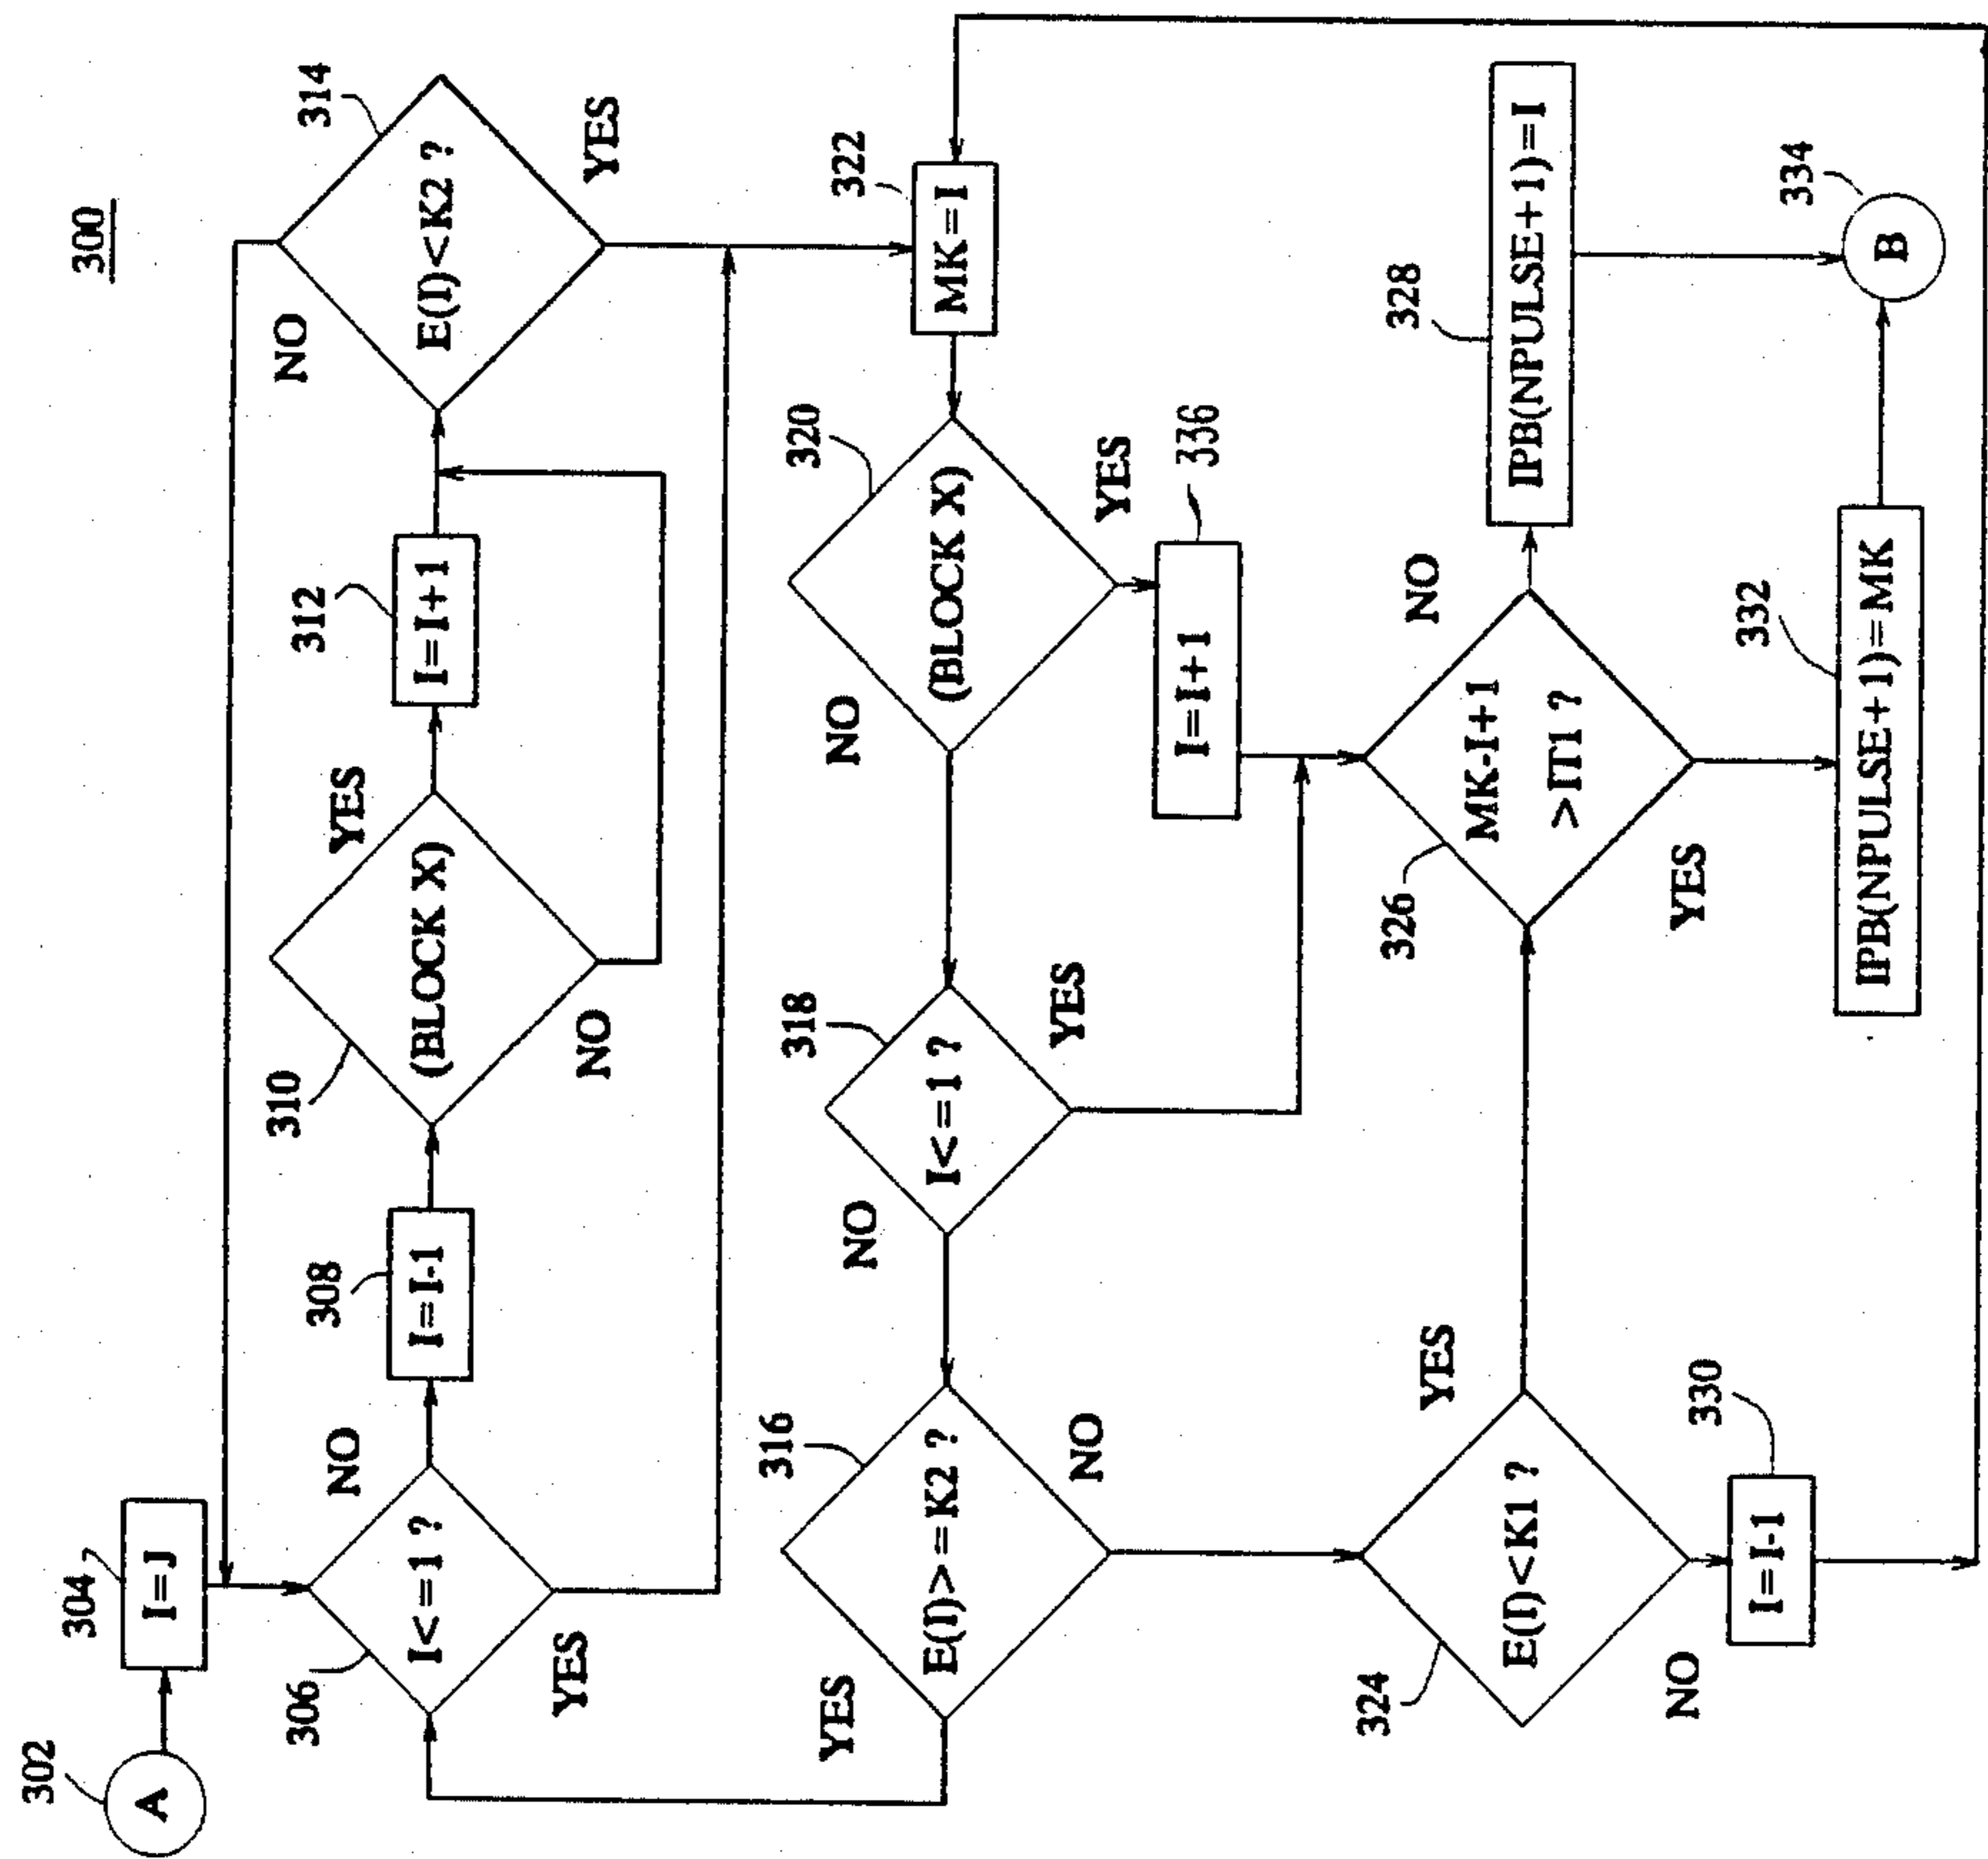 300
302
A
304
I=J
306
I<=1 ?
NO
YES
308
I=I-1
310
(BLOCK X)
YES
NO
312
I=I+1
314
E(I)<K2 ?
NO
YES
316
E(I)>=K2 ?
YES
NO
318
I<=1 ?
NO
YES
320
(BLOCK X)
NO
YES
322
MK=I
336
I=I+1
324
E(I)<K1 ?
YES
NO
326
MK-I+1
>IT1 ?
NO
YES
328
IPB(NPULSE+1)=I
330
I=I-1
332
IPB(NPULSE+1)=MK
334
B